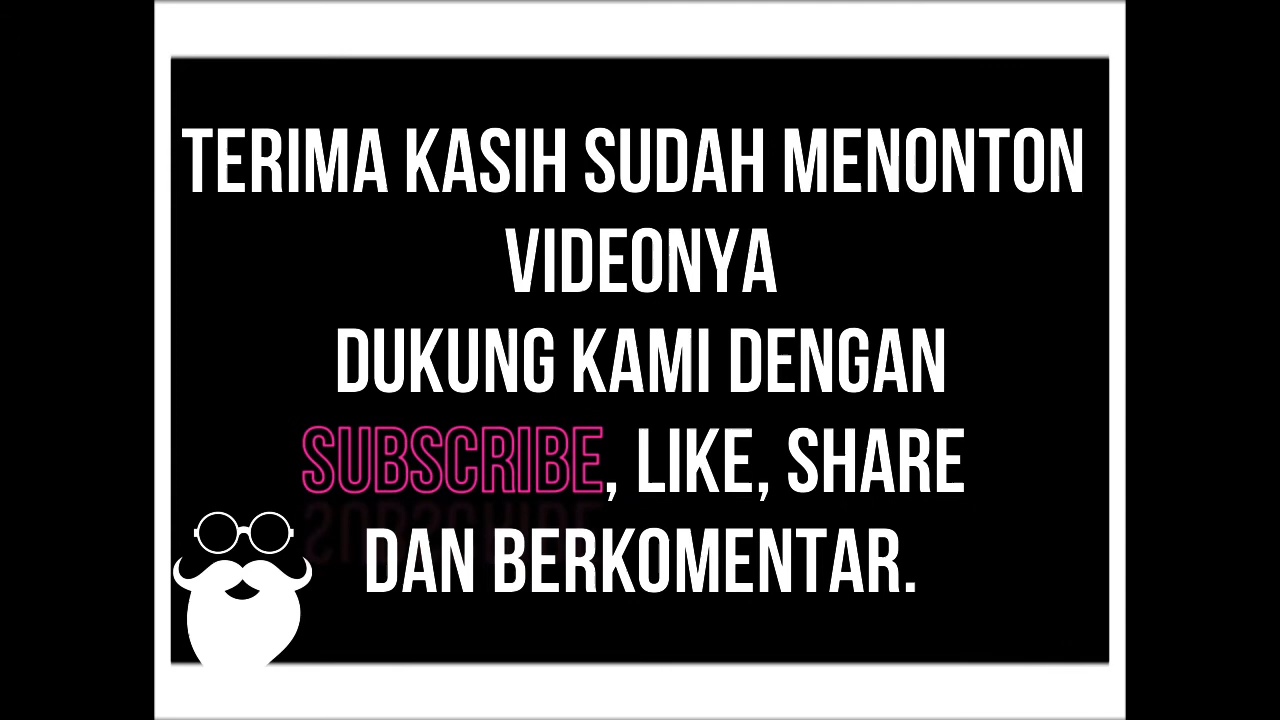 TERIMA KASIH SUDAH MENONTON
VIDEONYA
DUKUNG KAMI DENGAN
SUBSCRIBE, LIKE, SHARE
DAN BERKOMENTAR.